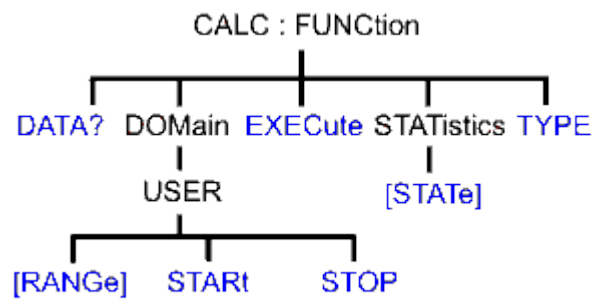 CALC : FUNCtion
DATA? DOMain EXECute STATistics TYPE
USER
[STATe]
[RANGe] STARt STOP